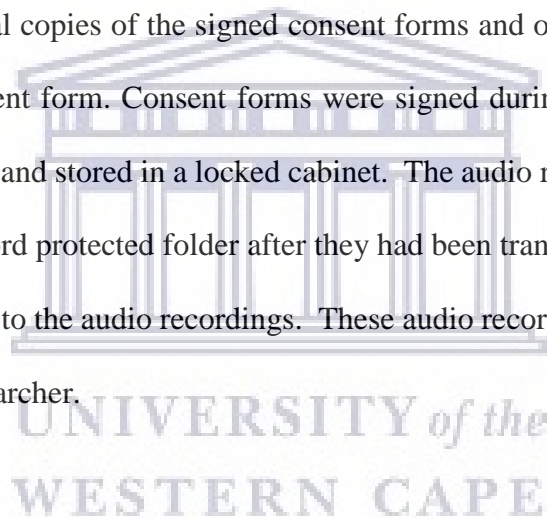 al copies of the signed consent forms and o
ent form. Consent forms were signed durin
and stored in a locked cabinet. The audio r
ord protected folder after they had been tran
to the audio recordings. These audio recor
archer.
UNIVERSITY of the
WESTERN CAPE